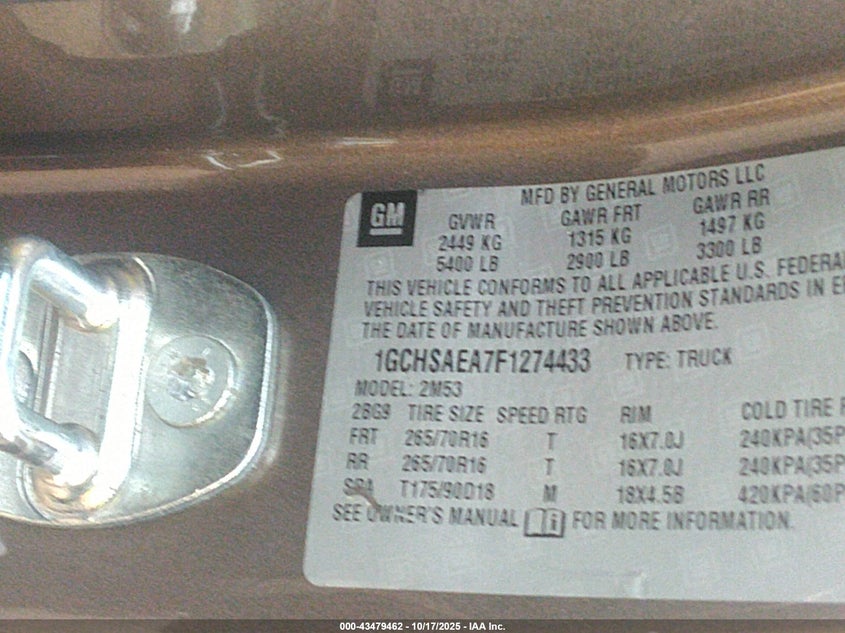 GM
MFD BY GENERAL MOTORS LLC
GVWR GAWR FRT GAWR RR
2449 KG 1315 KG 1497 KG
5400 LB 2900 LB 3300 LB
THIS VEHICLE CONFORMS TO ALL APPLICABLE U.S. FEDERA
VEHICLE SAFETY AND THEFT PREVENTION STANDARDS IN E
THE DATE OF MANUFACTURE SHOWN ABOVE.
1GCHSAEA7F1274433 TYPE: TRUCK
MODEL: 2M53
2BG9 TIRE SIZE SPEED RTG RIM COLD TIRE
FRT 265/70R16 T 16X7.0J 240KPA(35P
RR 265/70R16 T 16X7.0J 240KPA(35P
SPA T175/90D18 M 18X4.5B 420KPA(60P
SEE OWNER'S MANUAL FOR MORE INFORMATION.
000-43479462 - 10/17/2025 - IAA Inc.